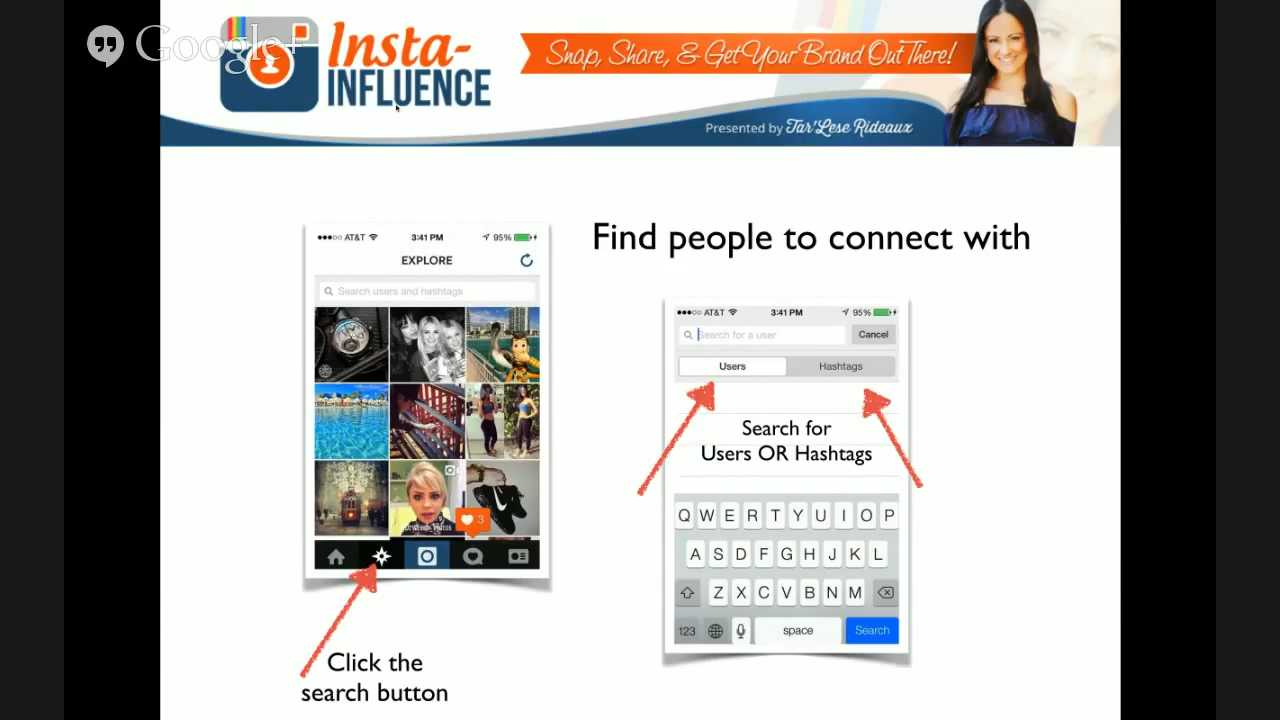 Google+
Insta-
INFLUENCE
Snap, Share, & Get Your Brand Out There!
Presented by Tar'Lese Rideaux
Find people to connect with
AT&T 3:41 PM 95%
EXPLORE
Search users and hashtags
3
Click the
search button
AT&T 3:41 PM 95%
Search for a user Cancel
Users Hashtags
Search for
Users OR Hashtags
Q W E R T Y U I O P
A S D F G H J K L
Z X C V B N M
123 space Search